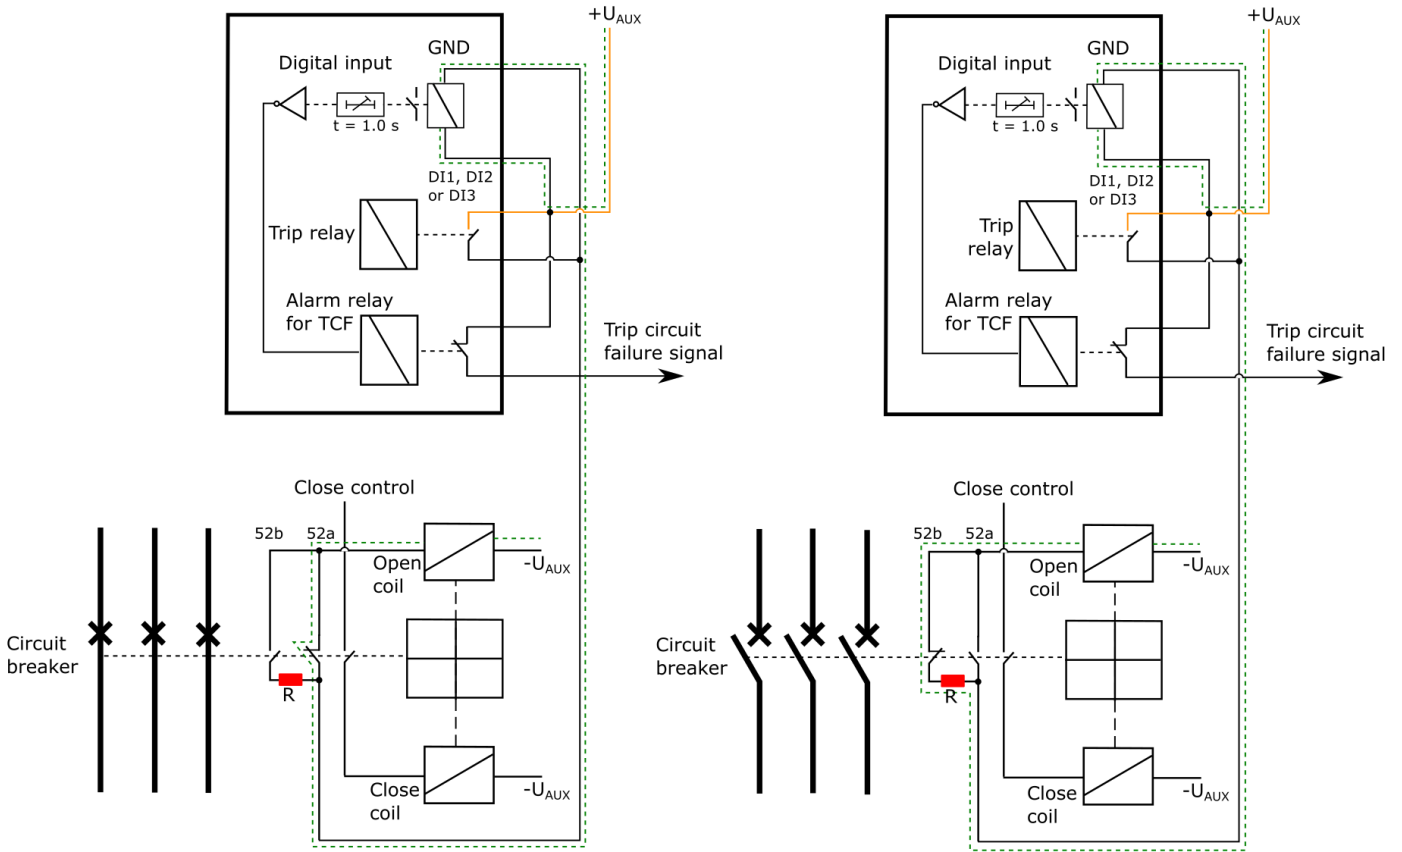 +UAUX
GND
Digital input
t = 1.0 s
DI1, DI2
or DI3
Trip relay
Alarm relay
for TCF
Trip circuit
failure signal
Close control
52b
52a
Open
coil
-UAUX
Circuit
breaker
R
Close
coil
-UAUX
+UAUX
GND
Digital input
t = 1.0 s
DI1, DI2
or DI3
Trip
relay
Alarm relay
for TCF
Trip circuit
failure signal
Close control
52b
52a
Open
coil
-UAUX
Circuit
breaker
R
Close
coil
-UAUX